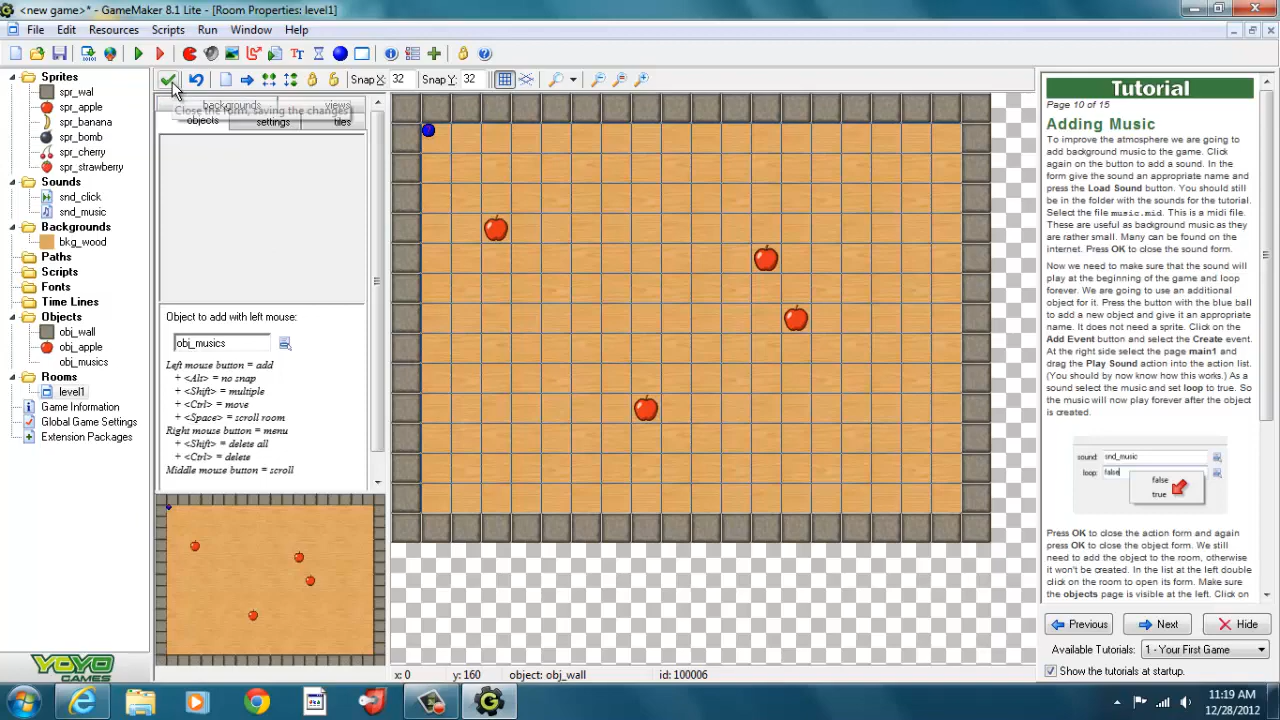 <new game>* - GameMaker 8.1 Lite - [Room Properties: level1]
File Edit Resources Scripts Run Window Help
Snap X: 32 Snap Y: 32
Sprites
spr_wal
spr_apple
spr_banana
spr_bomb
spr_cherry
spr_strawberry
Sounds
snd_click
snd_music
Backgrounds
bkg_wood
Paths
Scripts
Fonts
Time Lines
Objects
obj_wall
obj_apple
obj_musics
Rooms
level1
Game Information
Global Game Settings
Extension Packages
YOYO
GAMES
backgrounds views
Close the form, saving the changes
objects settings tiles
Object to add with left mouse:
obj_musics
Left mouse button = add
+ <Alt> = no snap
+ <Shift> = multiple
+ <Ctrl> = move
+ <Space> = scroll room
Right mouse button = menu
+ <Shift> = delete all
+ <Ctrl> = delete
Middle mouse button = scroll
x: 0 y: 160 object: obj_wall id: 100006
Tutorial
Page 10 of 15
Adding Music
To improve the atmosphere we are going to
add background music to the game. Click
again on the button to add a sound. In the
form give the sound an appropriate name and
press the Load Sound button. You should still
be in the folder with the sounds for the tutorial.
Select the file music.mid. This is a midi file.
These are useful as background music as they
are rather small. Many can be found on the
internet. Press OK to close the sound form.
Now we need to make sure that the sound will
play at the beginning of the game and loop
forever. We are going to use an additional
object for it. Press the button with the blue ball
to add a new object and give it an appropriate
name. It does not need a sprite. Click on the
Add Event button and select the Create event.
At the right side select the page main1 and
drag the Play Sound action into the action list.
(You should by now know how this works.) As a
sound select the music and set loop to true. So
the music will now play forever after the object
is created.
sound: snd_music
loop: false
false
true
Press OK to close the action form and again
press OK to close the object form. We still
need to add the object to the room, otherwise
it won't be created. In the list at the left double
click on the room to open its form. Make sure
the objects page is visible at the left. Click on
Previous Next Hide
Available Tutorials: 1 - Your First Game
Show the tutorials at startup.
11:19 AM
12/28/2012